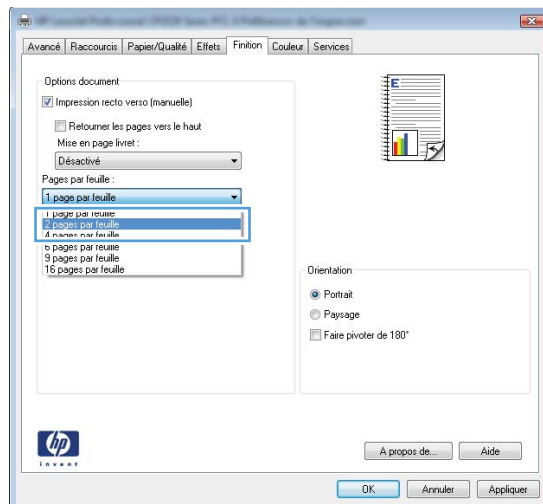 Avancé Raccourcis Papier/Qualité Effets Finition Couleur Services
Options document
Impression recto verso (manuelle)
Retourner les pages vers le haut
Mise en page livret :
Désactivé
Pages par feuille :
1 page par feuille
1 page par feuille
2 pages par feuille
4 pages par feuille
6 pages par feuille
9 pages par feuille
16 pages par feuille
E
Orientation
Portrait
Paysage
Faire pivoter de 180°
hp
invent
A propos de... Aide
OK Annuler Appliquer